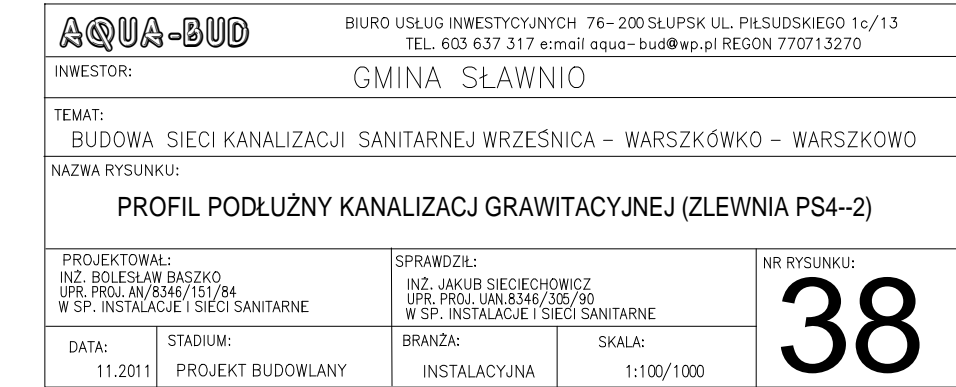 AQUA-BUD
BIURO USŁUG INWESTYCYJNYCH 76-200 SŁUPSK UL. PIŁSUDSKIEGO 1c/13
TEL. 603 637 317 e:mail aqua-bud@wp.pl REGON 770713270
INWESTOR:
GMINA SŁAWNIO
TEMAT:
BUDOWA SIECI KANALIZACJI SANITARNEJ WRZEŚNICA - WARSZKÓWKO - WARSZKOWO
NAZWA RYSUNKU:
PROFIL PODŁUŻNY KANALIZACJ GRAWITACYJNEJ (ZLEWNIA PS4--2)
PROJEKTOWAŁ:
INŻ. BOLESŁAW BASZKO
UPR. PROJ. AN/8346/151/84
W SP. INSTALACJE I SIECI SANITARNE
SPRAWDZIŁ:
INŻ. JAKUB SIECIECHOWICZ
UPR. PROJ. UAN.8346/305/90
W SP. INSTALACJE I SIECI SANITARNE
NR RYSUNKU:
38
DATA:
11.2011
STADIUM:
PROJEKT BUDOWLANY
BRANŻA:
INSTALACYJNA
SKALA:
1:100/1000